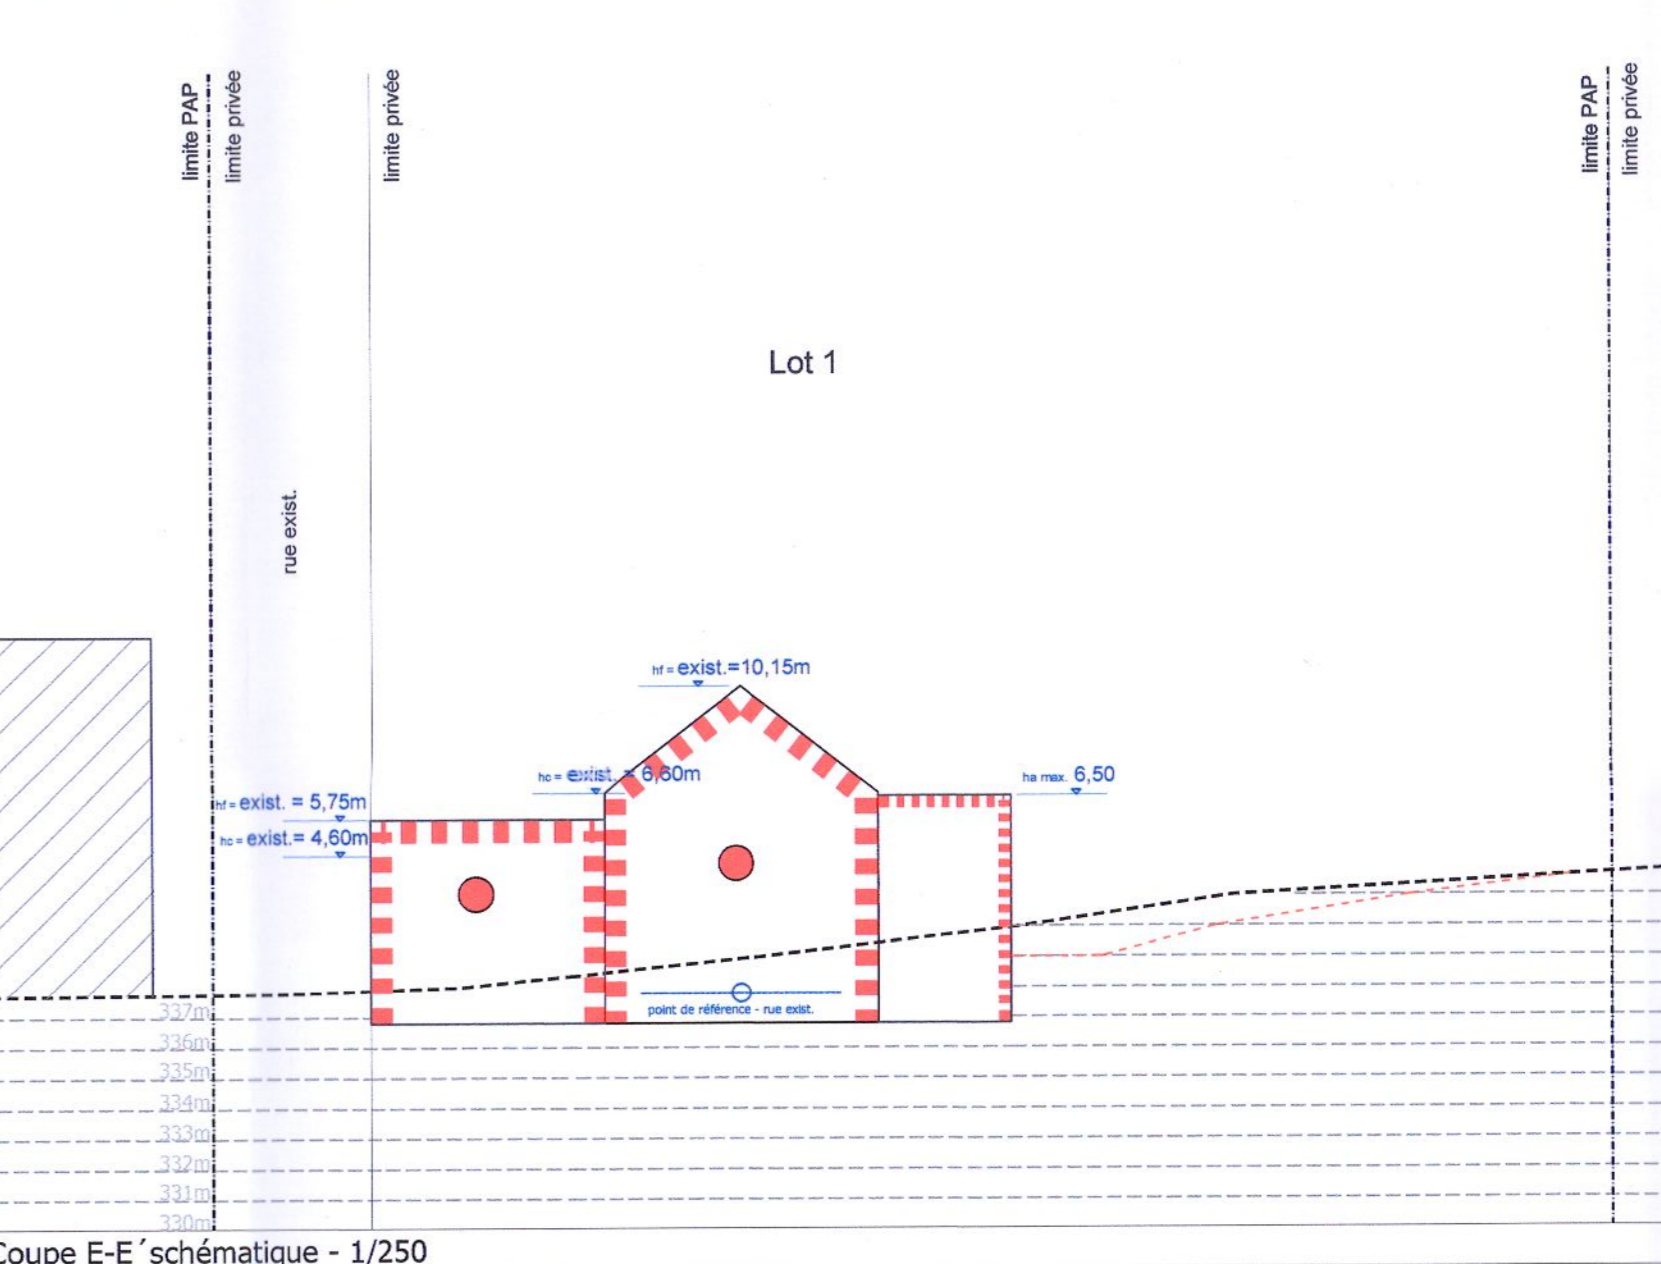 limite PAP
limite privée
limite privée
limite PAP
limite privée
Lot 1
rue exist.
hf = exist.=10,15m
hc = exist. = 6,60m
ha max. 6,50
hf = exist. = 5,75m
hc = exist.= 4,60m
point de référence - rue exist.
337m
336m
335m
334m
333m
332m
331m
330m
Coupe E-E´schématique - 1/250